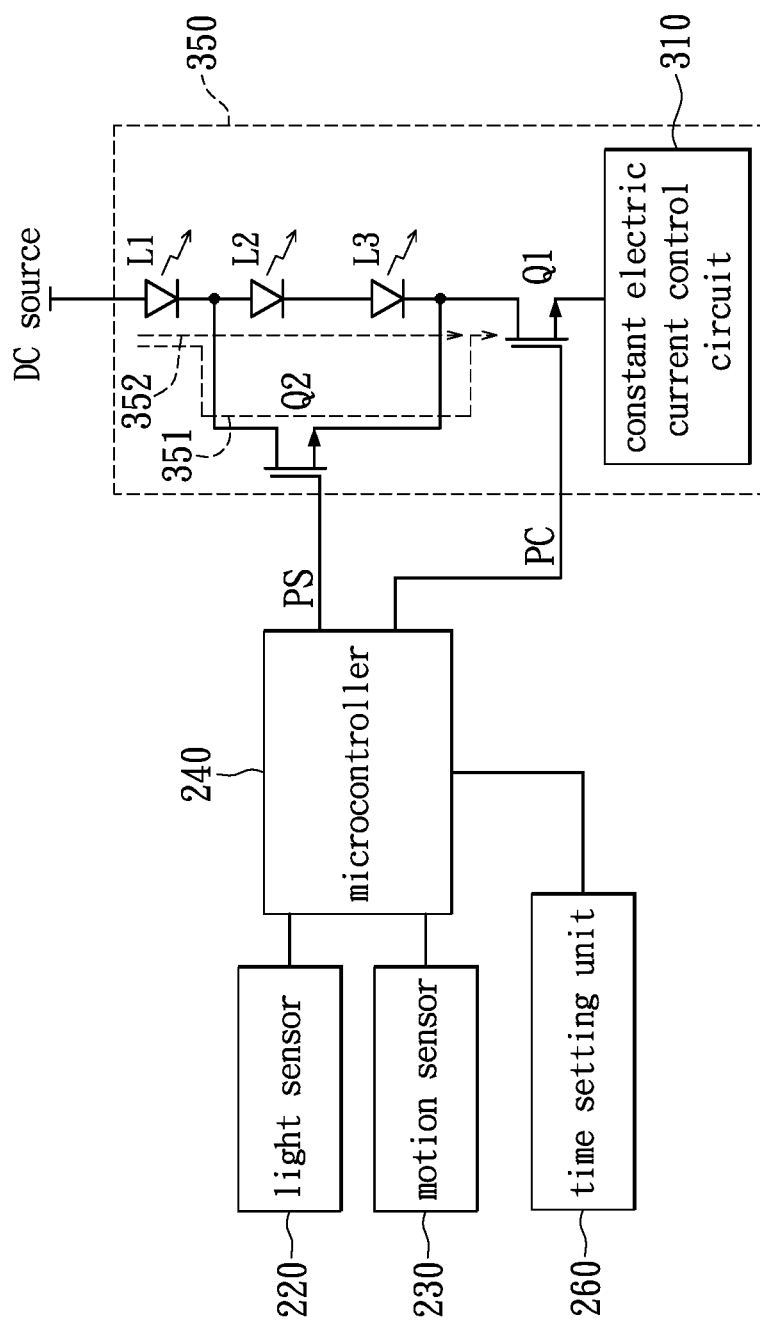 DC source
350
L1
L2
L3
352
351
Q2
Q1
PS
PC
310
constant electric
current control
circuit
240
microcontroller
light sensor
220
motion sensor
230
time setting unit
260